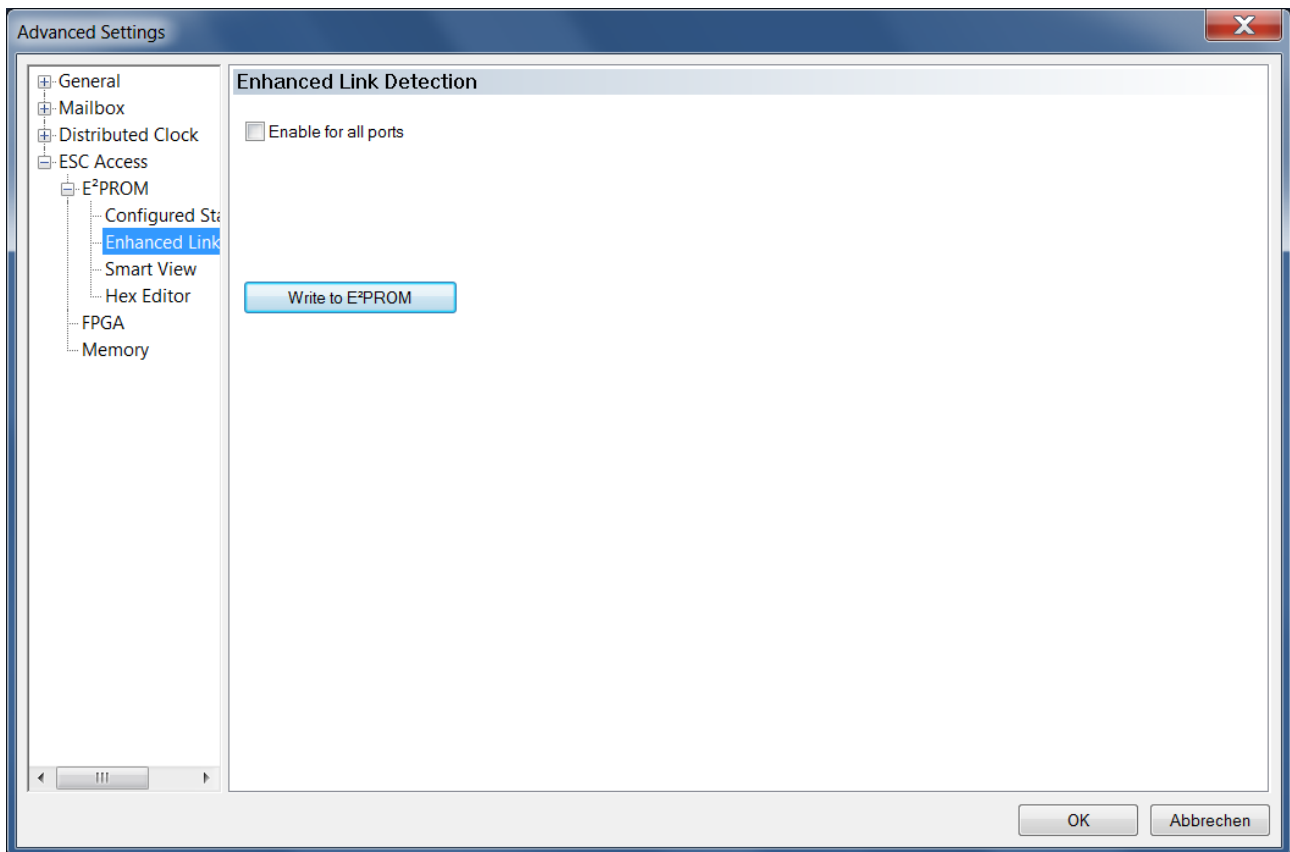 Advanced Settings
General
Mailbox
Distributed Clock
ESC Access
E²PROM
Configured Sta
Enhanced Link
Smart View
Hex Editor
FPGA
Memory
Enhanced Link Detection
Enable for all ports
Write to E²PROM
OK
Abbrechen